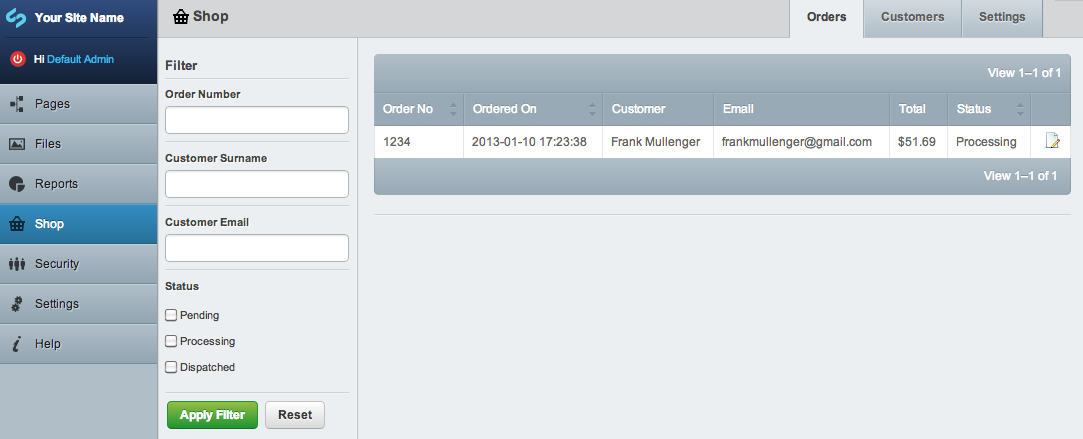 Your Site Name
Hi Default Admin
Pages
Files
Reports
Shop
Security
Settings
Help
Shop
Orders Customers Settings
Filter
Order Number
Customer Surname
Customer Email
Status
Pending
Processing
Dispatched
Apply Filter Reset
View 1–1 of 1
Order No Ordered On Customer Email Total Status
1234 2013-01-10 17:23:38 Frank Mullenger frankmullenger@gmail.com $51.69 Processing
View 1–1 of 1